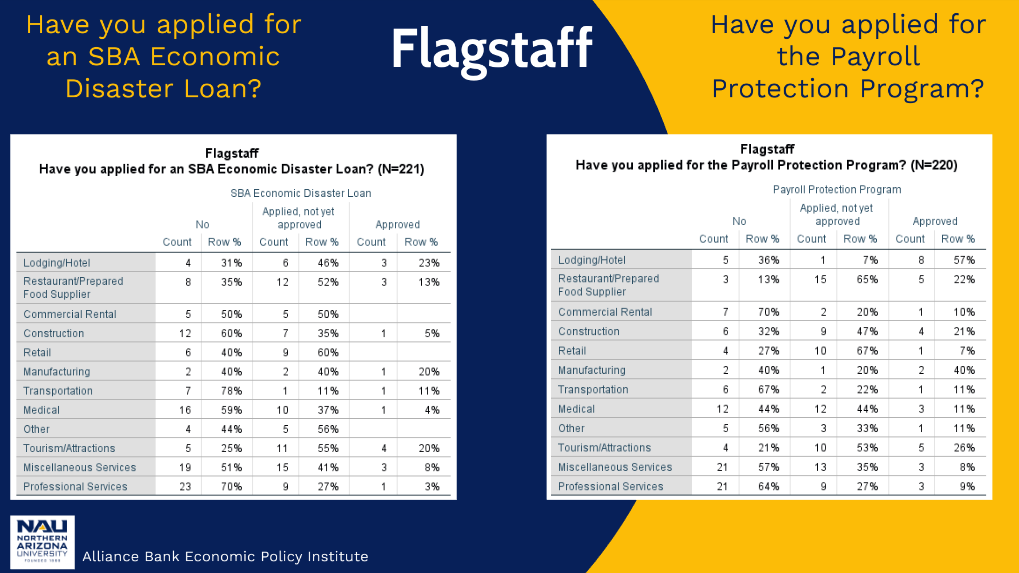 Have you applied for
an SBA Economic
Disaster Loan?
Flagstaff
Have you applied for
the Payroll
Protection Program?
Flagstaff
Have you applied for an SBA Economic Disaster Loan? (N=221)
SBA Economic Disaster Loan
No Applied, not yet approved Approved
Count Row % Count Row % Count Row %
Lodging/Hotel 4 31% 6 46% 3 23%
Restaurant/Prepared 8 35% 12 52% 3 13%
Food Supplier
Commercial Rental 5 50% 5 50%
Construction 12 60% 7 35% 1 5%
Retail 6 40% 9 60%
Manufacturing 2 40% 2 40% 1 20%
Transportation 7 78% 1 11% 1 11%
Medical 16 59% 10 37% 1 4%
Other 4 44% 5 56%
Tourism/Attractions 5 25% 11 55% 4 20%
Miscellaneous Services 19 51% 15 41% 3 8%
Professional Services 23 70% 9 27% 1 3%
Flagstaff
Have you applied for the Payroll Protection Program? (N=220)
Payroll Protection Program
No Applied, not yet approved Approved
Count Row % Count Row % Count Row %
Lodging/Hotel 5 36% 1 7% 8 57%
Restaurant/Prepared 3 13% 15 65% 5 22%
Food Supplier
Commercial Rental 7 70% 2 20% 1 10%
Construction 6 32% 9 47% 4 21%
Retail 4 27% 10 67% 1 7%
Manufacturing 2 40% 1 20% 2 40%
Transportation 6 67% 2 22% 1 11%
Medical 12 44% 12 44% 3 11%
Other 5 56% 3 33% 1 11%
Tourism/Attractions 4 21% 10 53% 5 26%
Miscellaneous Services 21 57% 13 35% 3 8%
Professional Services 21 64% 9 27% 3 9%
NAU
NORTHERN
ARIZONA
UNIVERSITY
FOUNDED 1899
Alliance Bank Economic Policy Institute